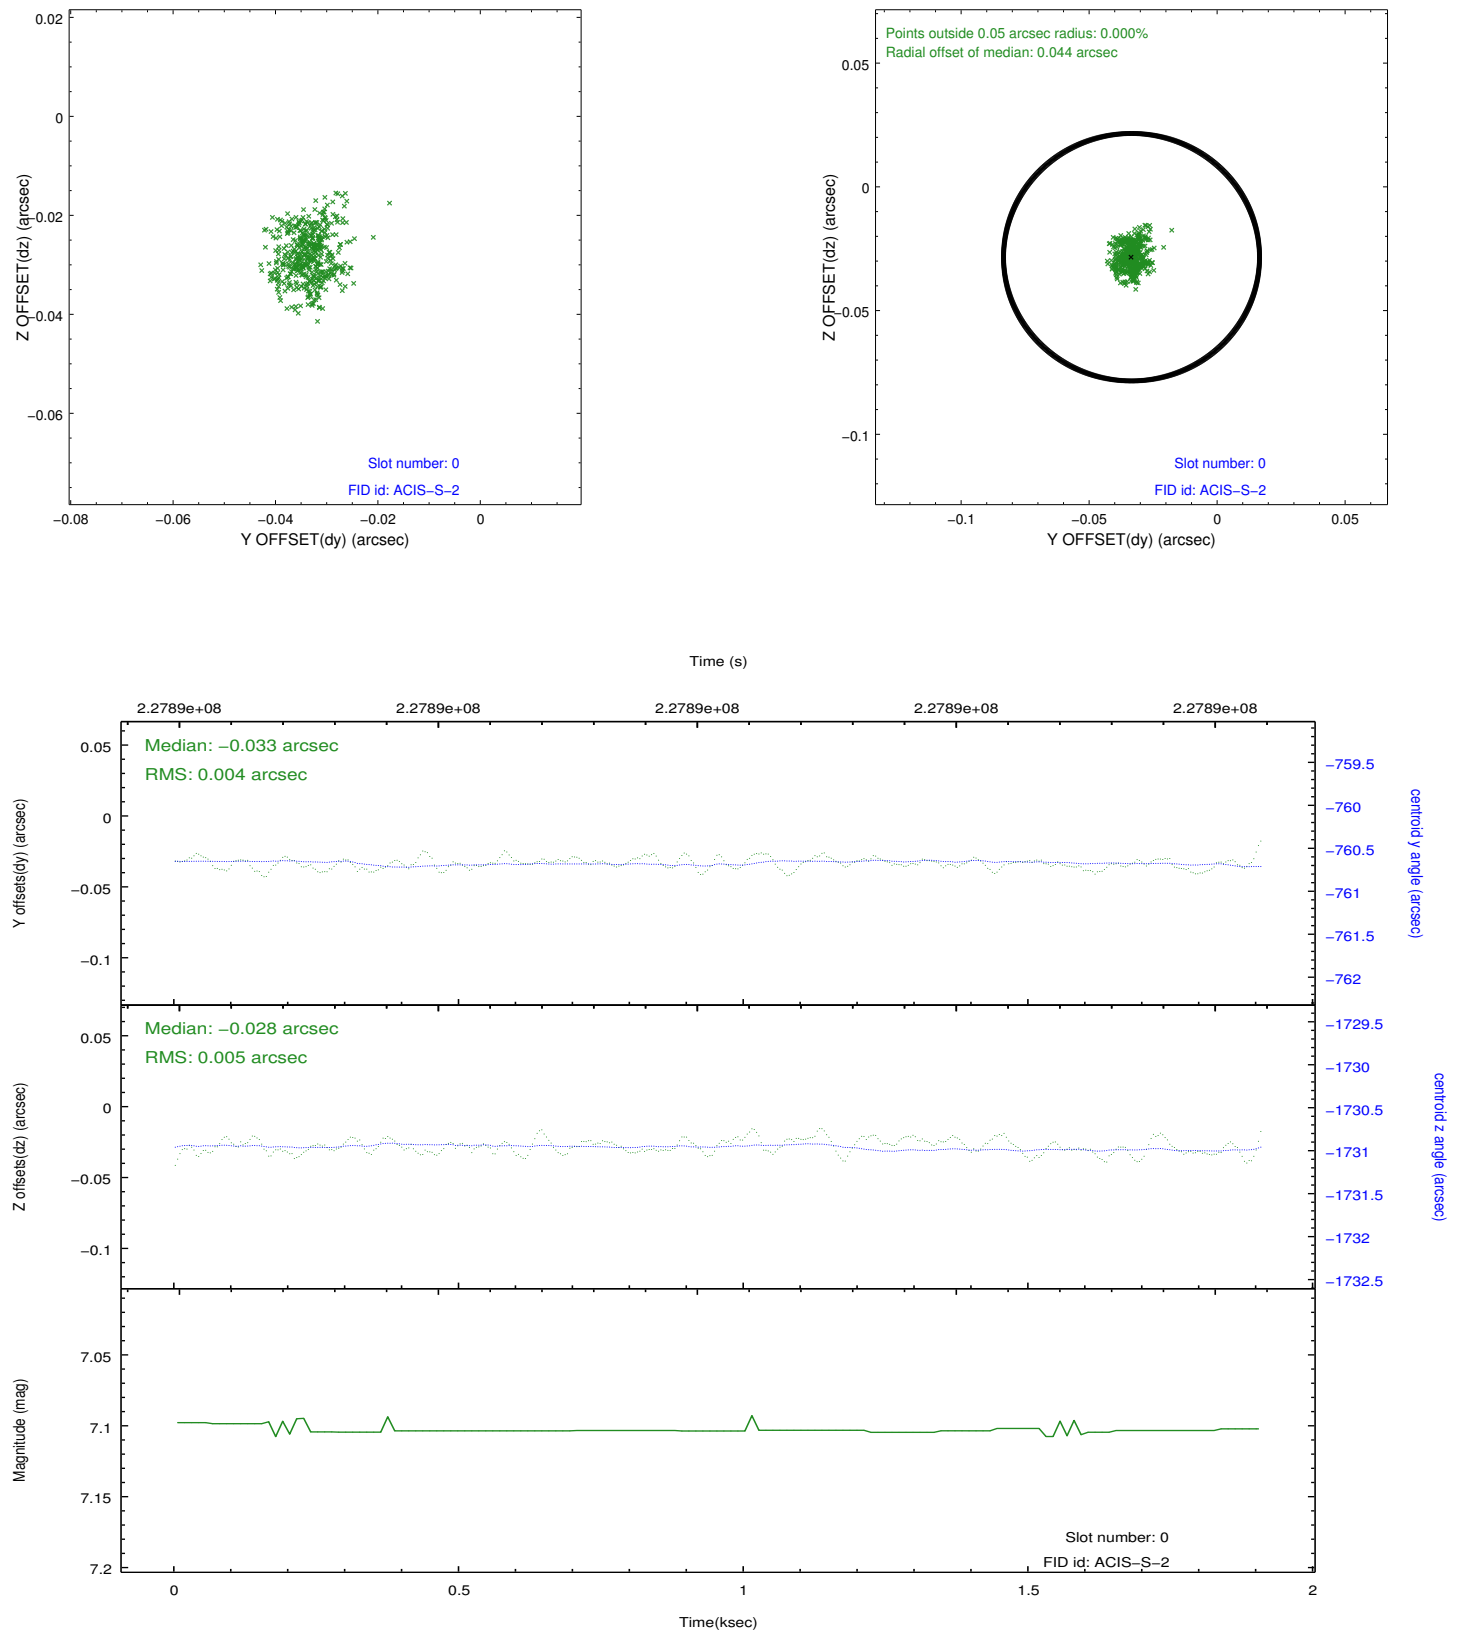 0.02
0
−0.02
−0.04
−0.06
Z OFFSET(dz) (arcsec)
Slot number: 0
FID id: ACIS−S−2
−0.08
−0.06
−0.04
−0.02
0
Y OFFSET(dy) (arcsec)
Points outside 0.05 arcsec radius: 0.000%
Radial offset of median: 0.044 arcsec
0.05
0
−0.05
−0.1
Z OFFSET(dz) (arcsec)
Slot number: 0
FID id: ACIS−S−2
−0.1
−0.05
0
0.05
Y OFFSET(dy) (arcsec)
Time (s)
2.2789e+08
2.2789e+08
2.2789e+08
2.2789e+08
2.2789e+08
Median: −0.033 arcsec
RMS: 0.004 arcsec
0.05
0
−0.05
−0.1
Y offsets(dy) (arcsec)
−759.5
−760
−760.5
−761
−761.5
−762
centroid y angle (arcsec)
Median: −0.028 arcsec
RMS: 0.005 arcsec
0.05
0
−0.05
−0.1
Z offsets(dz) (arcsec)
−1729.5
−1730
−1730.5
−1731
−1731.5
−1732
−1732.5
centroid z angle (arcsec)
7.05
7.1
7.15
7.2
Magnitude (mag)
Slot number: 0
FID id: ACIS−S−2
0
0.5
1
1.5
2
Time(ksec)